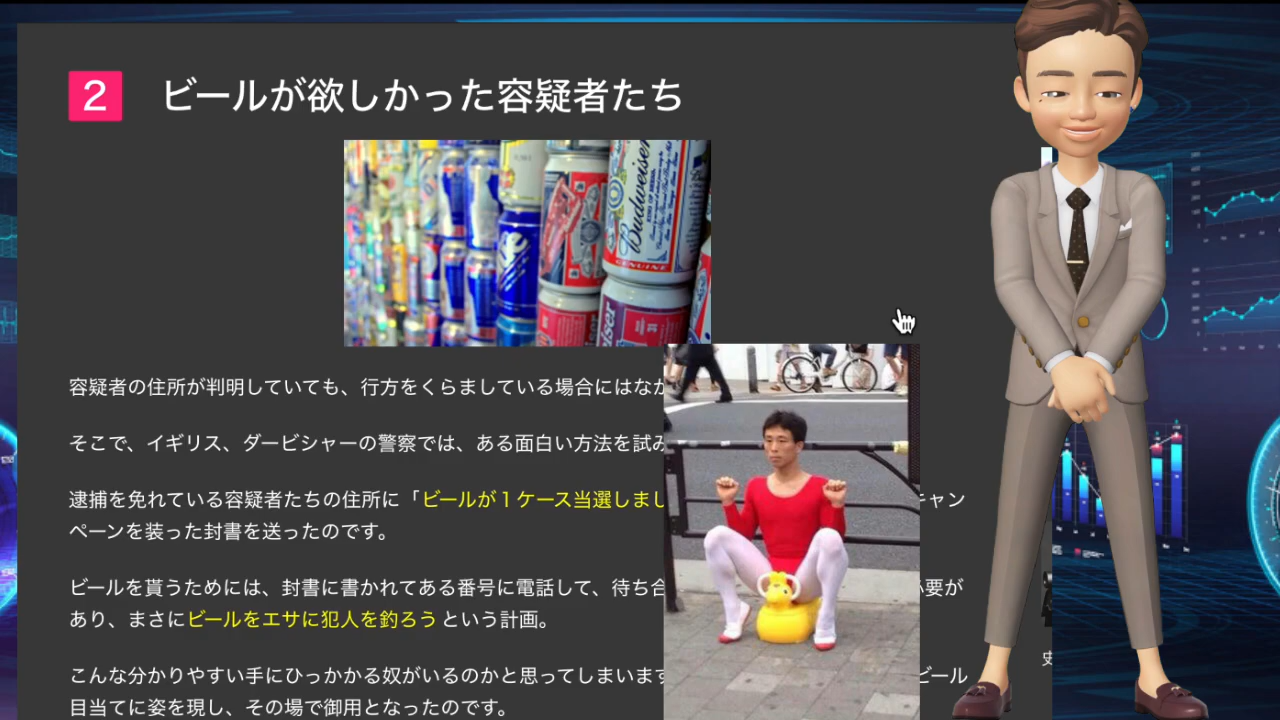 2 ビールが欲しかった容疑者たち
Budweiser
GENUINE
容疑者の住所が判明していても、行方をくらましている場合にはなか
そこで、イギリス、ダービシャーの警察では、ある面白い方法を試み
逮捕を免れている容疑者たちの住所に「ビールが１ケース当選しまし キャン
ペーンを装った封書を送ったのです。
ビールを貰うためには、封書に書かれてある番号に電話して、待ち合 必要が
あり、まさにビールをエサに犯人を釣ろうという計画。
こんな分かりやすい手にひっかかる奴がいるのかと思ってしまいます ビール
目当てに姿を現し、その場で御用となったのです。